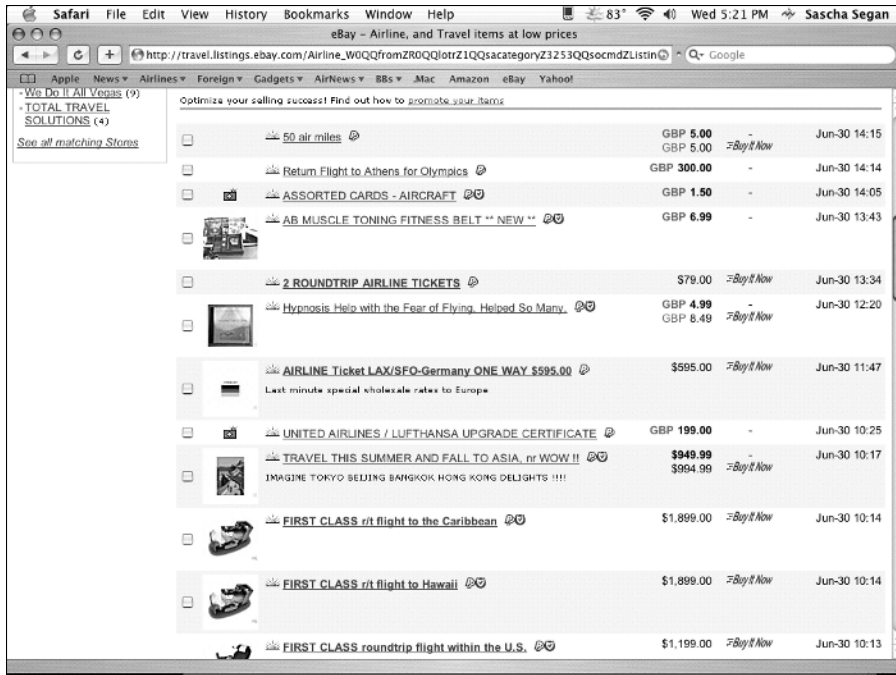 Safari File Edit View History Bookmarks Window Help 83° Wed 5:21 PM Sascha Segan
eBay – Airline, and Travel items at low prices
http://travel.listings.ebay.com/Airline_W0QQfromZR0QQlotrZ1QQsacategoryZ3253QQsocmdZListin Google
Apple News Airlines Foreign Gadgets AirNews BBs .Mac Amazon eBay Yahoo!
We Do It All Vegas (9)
TOTAL TRAVEL
SOLUTIONS (4)
See all matching Stores
Optimize your selling success! Find out how to promote your items
50 air miles GBP 5.00 - Jun-30 14:15
GBP 5.00 Buy It Now
Return Flight to Athens for Olympics GBP 300.00 - Jun-30 14:14
ASSORTED CARDS - AIRCRAFT GBP 1.50 - Jun-30 14:05
AB MUSCLE TONING FITNESS BELT ** NEW ** GBP 6.99 - Jun-30 13:43
2 ROUNDTRIP AIRLINE TICKETS $79.00 Buy It Now Jun-30 13:34
Hypnosis Help with the Fear of Flying. Helped So Many. GBP 4.99 - Jun-30 12:20
GBP 8.49 Buy It Now
AIRLINE Ticket LAX/SFO-Germany ONE WAY $595.00 $595.00 Buy It Now Jun-30 11:47
Last minute special wholesale rates to Europe
UNITED AIRLINES / LUFTHANSA UPGRADE CERTIFICATE GBP 199.00 - Jun-30 10:25
TRAVEL THIS SUMMER AND FALL TO ASIA, nr WOW !! $949.99 - Jun-30 10:17
$994.99 Buy It Now
IMAGINE TOKYO BEIJING BANGKOK HONG KONG DELIGHTS !!!!
FIRST CLASS r/t flight to the Caribbean $1,899.00 Buy It Now Jun-30 10:14
FIRST CLASS r/t flight to Hawaii $1,899.00 Buy It Now Jun-30 10:14
FIRST CLASS roundtrip flight within the U.S. $1,199.00 Buy It Now Jun-30 10:13